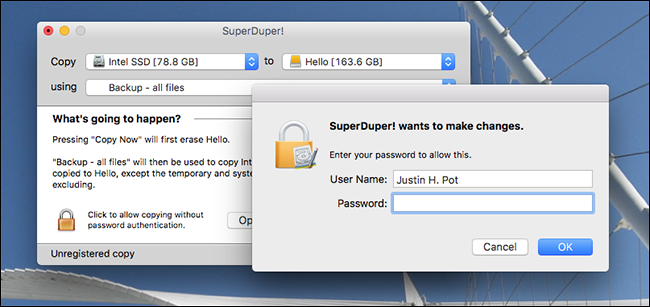 SuperDuper!
Copy Intel SSD [78.8 GB] to Hello [163.6 GB]
using Backup - all files
What's going to happen?
Pressing "Copy Now" will first erase Hello.
"Backup - all files" will then be used to copy Int
copied to Hello, except the temporary and syste
excluding.
Click to allow copying without
password authentication.
Op
Unregistered copy
SuperDuper! wants to make changes.
Enter your password to allow this.
User Name: Justin H. Pot
Password:
Cancel OK